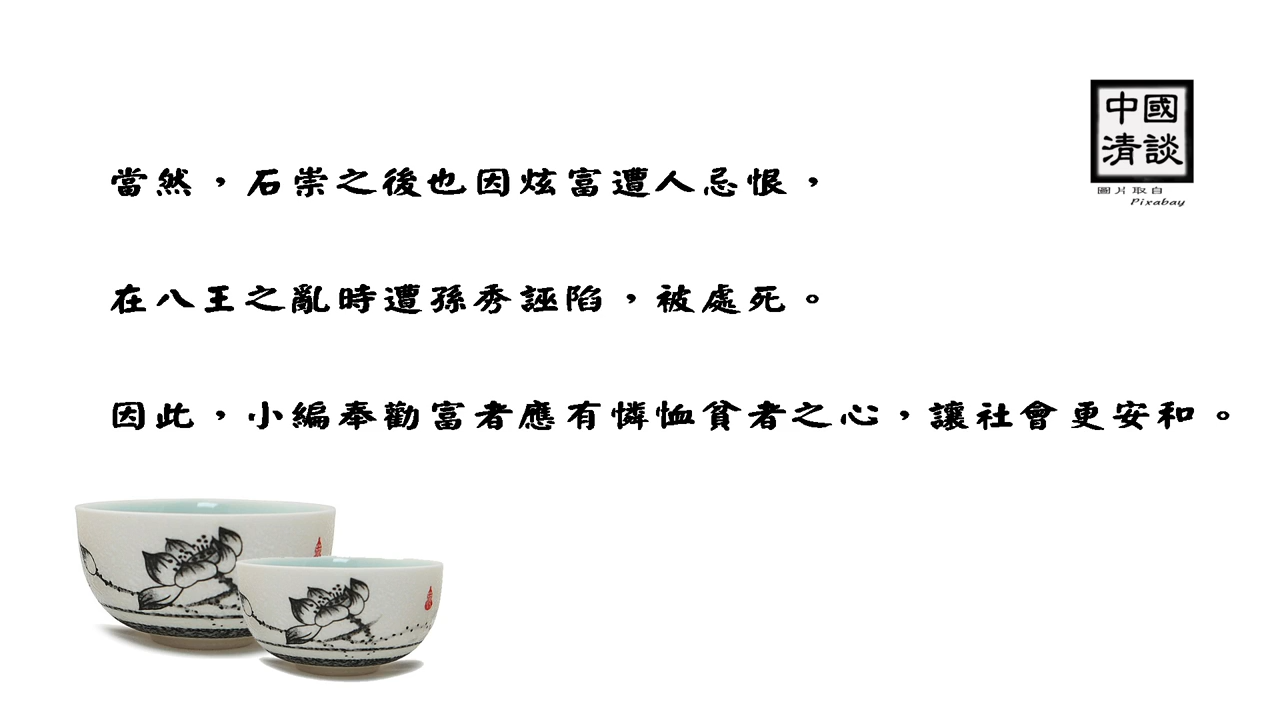 中國
清談
圖片取自
Pixabay
當然，石崇之後也因炫富遭人忌恨，
在八王之亂時遭孫秀誣陷，被處死。
因此，小編奉勸富者應有憐恤貧者之心，讓社會更安和。